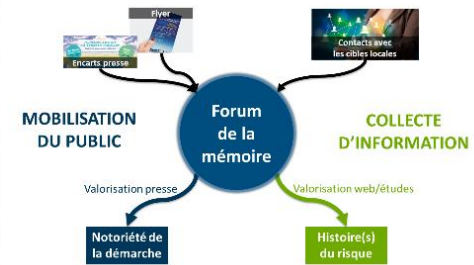 Flyer
Encarts presse
Contacts avec
les cibles locales
MOBILISATION
DU PUBLIC
Forum
de la
mémoire
COLLECTE
D'INFORMATION
Valorisation presse
Valorisation web/études
Notoriété de
la démarche
Histoire(s)
du risque